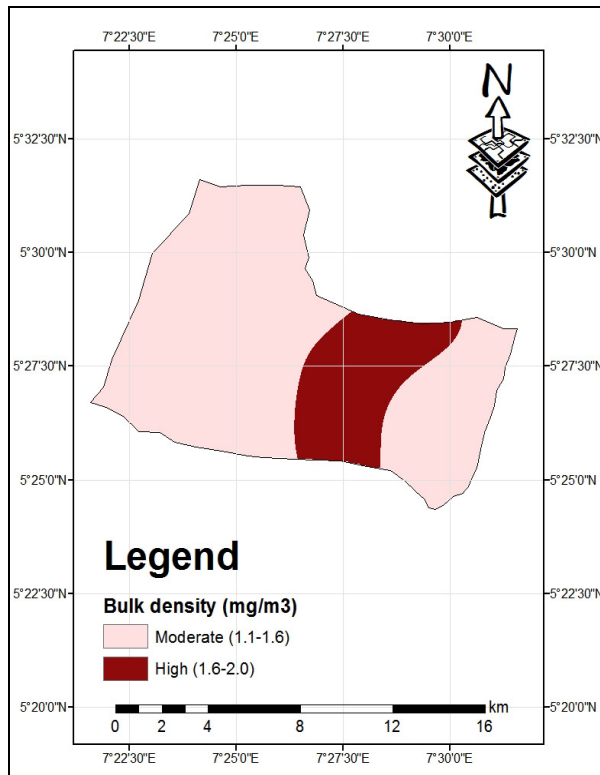 7°22'30"E 7°25'0"E 7°27'30"E 7°30'0"E
N
5°32'30"N 5°32'30"N
5°30'0"N 5°30'0"N
5°27'30"N 5°27'30"N
5°25'0"N 5°25'0"N
Legend
5°22'30"N 5°22'30"N
Bulk density (mg/m3)
Moderate (1.1-1.6)
High (1.6-2.0)
5°20'0"N km 5°20'0"N
0 2 4 8 12 16
7°22'30"E 7°25'0"E 7°27'30"E 7°30'0"E